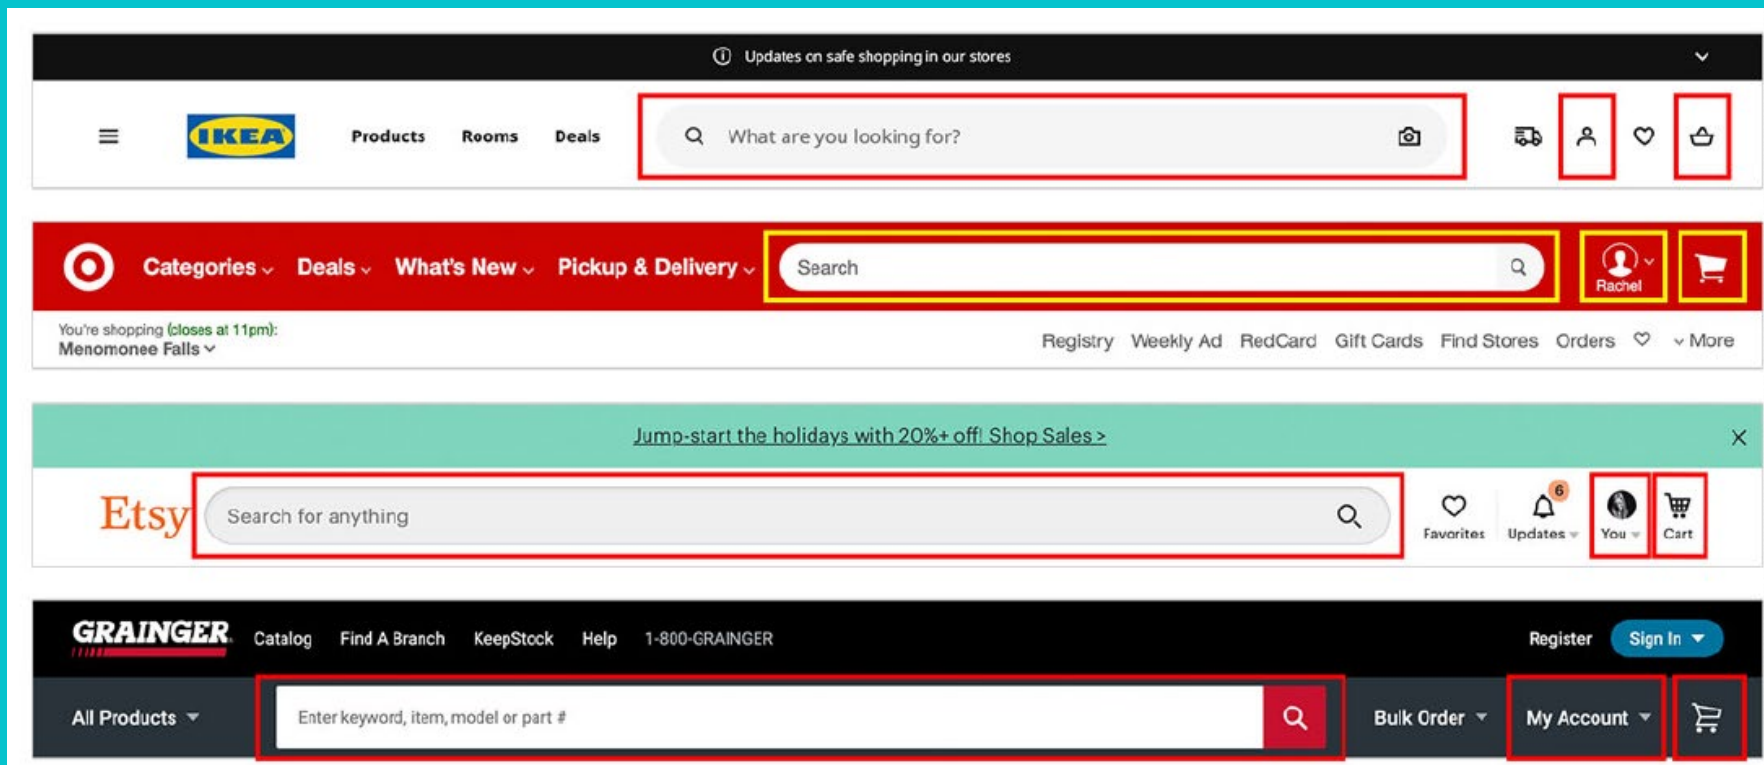 Updates on safe shopping in our stores
IKEA Products Rooms Deals What are you looking for?
Categories Deals What's New Pickup & Delivery Search Rachel
You're shopping (closes at 11pm):
Menomonee Falls Registry Weekly Ad RedCard Gift Cards Find Stores Orders More
Jump-start the holidays with 20%+ off! Shop Sales >
6
Etsy Search for anything Favorites Updates You Cart
GRAINGER Catalog Find A Branch KeepStock Help 1-800-GRAINGER Register Sign In
All Products Enter keyword, item, model or part # Bulk Order My Account